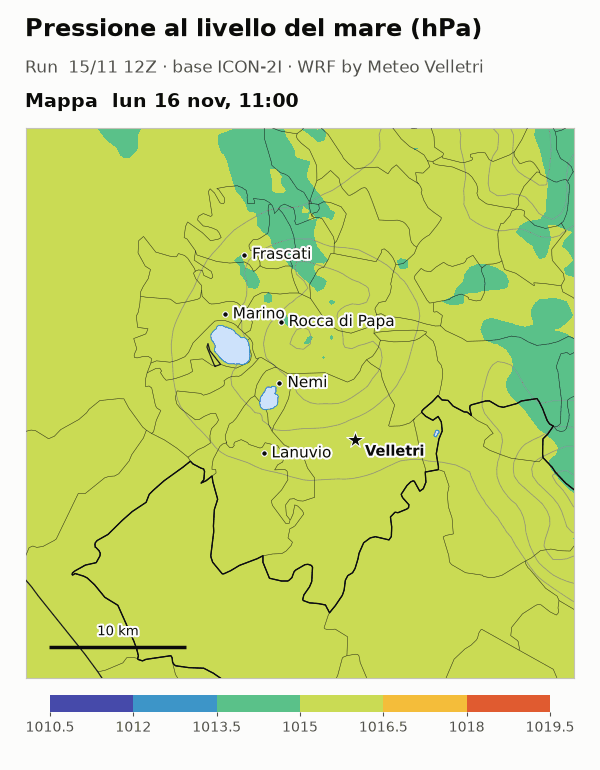 Pressione al livello del mare (hPa)
Run 15/11 12Z · base ICON-2I · WRF by Meteo Velletri
Mappa lun 16 nov, 11:00
Frascati
Marino
Rocca di Papa
Nemi
Velletri
Lanuvio
10 km
1010.5 1012 1013.5 1015 1016.5 1018 1019.5